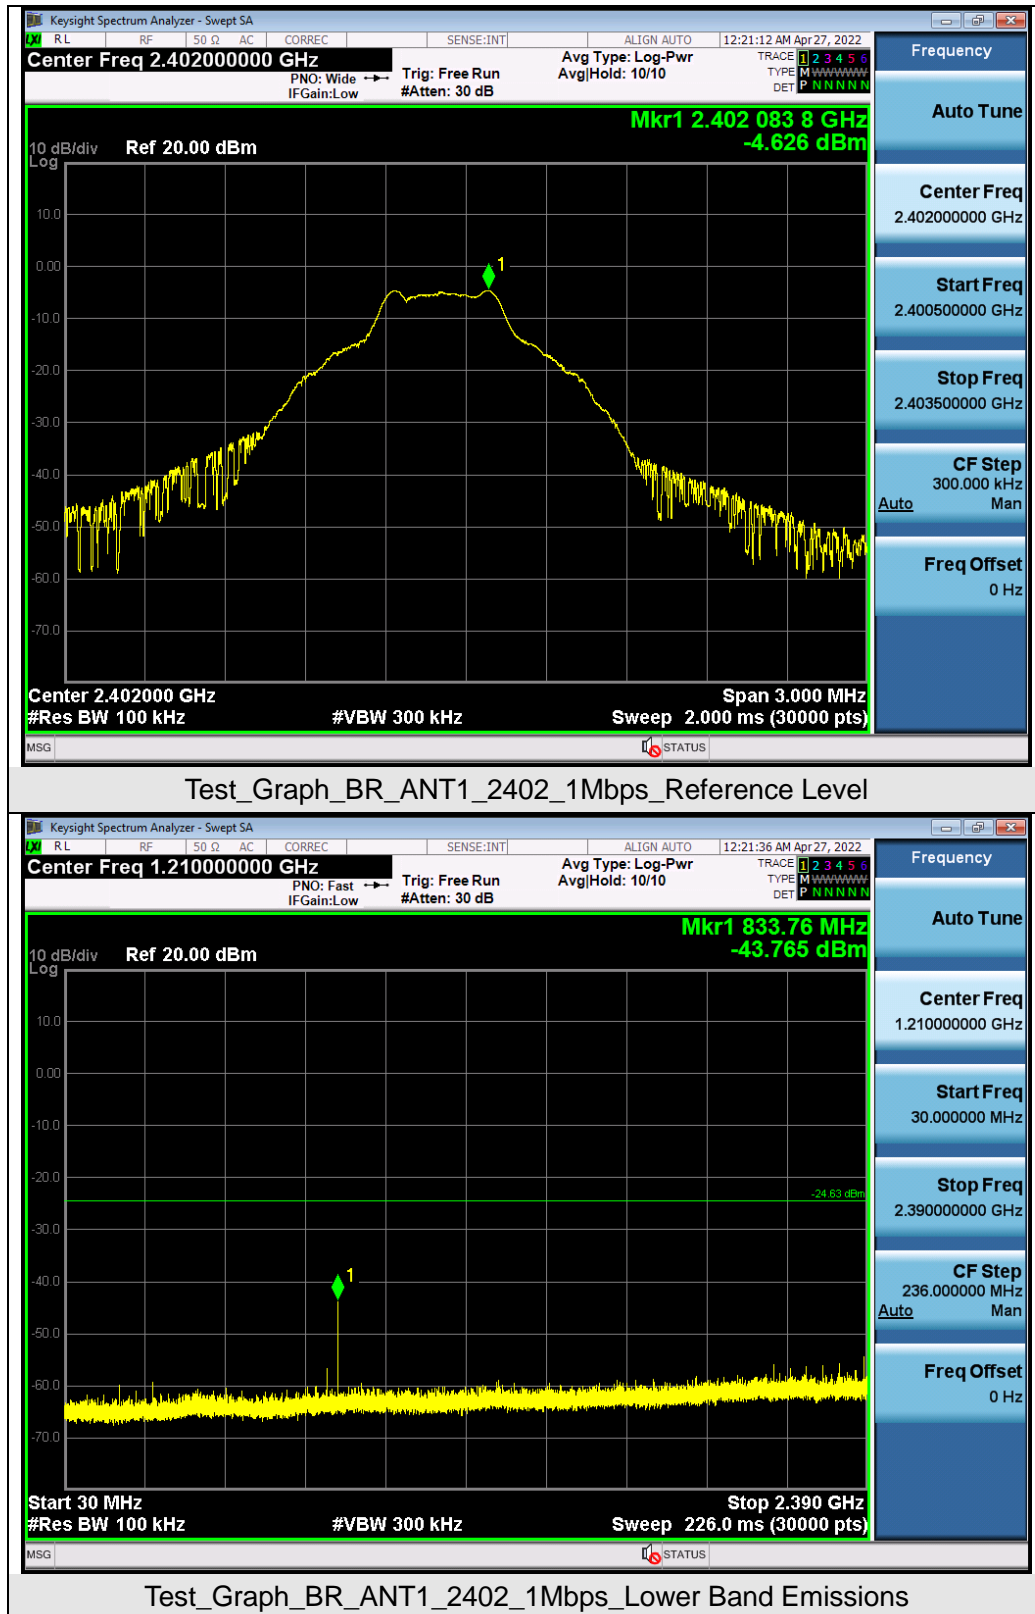 Keysight Spectrum Analyzer - Swept SA
LXI RL RF 50 Ω AC CORREC SENSE:INT ALIGN AUTO 12:21:12 AM Apr 27, 2022
Center Freq 2.402000000 GHz
PNO: Wide
IFGain:Low
Trig: Free Run
#Atten: 30 dB
Avg Type: Log-Pwr
Avg|Hold: 10/10
TRACE 1 2 3 4 5 6
TYPE M W W W W W
DET P N N N N N
Mkr1 2.402 083 8 GHz
-4.626 dBm
10 dB/div Ref 20.00 dBm
Log
10.0
0.00
-10.0
-20.0
-30.0
-40.0
-50.0
-60.0
-70.0
1
Center 2.402000 GHz Span 3.000 MHz
#Res BW 100 kHz #VBW 300 kHz Sweep 2.000 ms (30000 pts)
MSG STATUS
Frequency
Auto Tune
Center Freq
2.402000000 GHz
Start Freq
2.400500000 GHz
Stop Freq
2.403500000 GHz
CF Step
300.000 kHz
Auto Man
Freq Offset
0 Hz
Test_Graph_BR_ANT1_2402_1Mbps_Reference Level
Keysight Spectrum Analyzer - Swept SA
LXI RL RF 50 Ω AC CORREC SENSE:INT ALIGN AUTO 12:21:36 AM Apr 27, 2022
Center Freq 1.210000000 GHz
PNO: Fast
IFGain:Low
Trig: Free Run
#Atten: 30 dB
Avg Type: Log-Pwr
Avg|Hold: 10/10
TRACE 1 2 3 4 5 6
TYPE M W W W W W
DET P N N N N N
Mkr1 833.76 MHz
-43.765 dBm
10 dB/div Ref 20.00 dBm
Log
10.0
0.00
-10.0
-20.0
-30.0
-40.0
-50.0
-60.0
-70.0
-24.63 dBm
1
Start 30 MHz Stop 2.390 GHz
#Res BW 100 kHz #VBW 300 kHz Sweep 226.0 ms (30000 pts)
MSG STATUS
Frequency
Auto Tune
Center Freq
1.210000000 GHz
Start Freq
30.000000 MHz
Stop Freq
2.390000000 GHz
CF Step
236.000000 MHz
Auto Man
Freq Offset
0 Hz
Test_Graph_BR_ANT1_2402_1Mbps_Lower Band Emissions